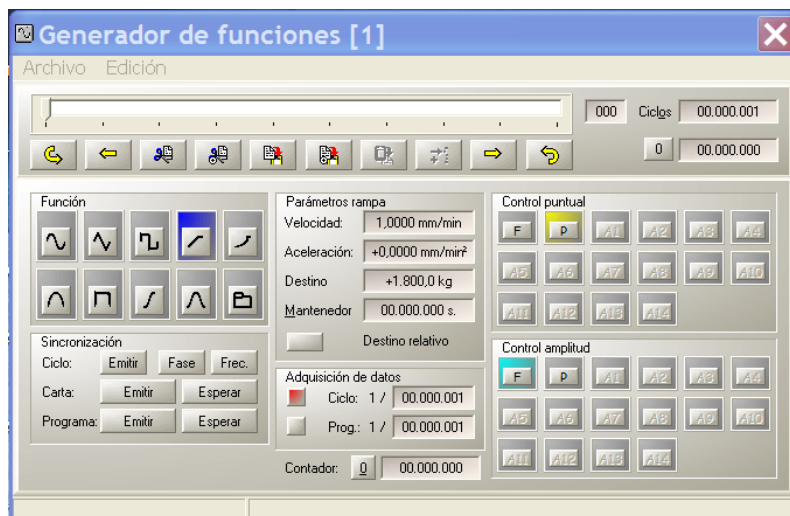 Generador de funciones [1]
Archivo Edición
000 Ciclos 00.000.001
0 00.000.000
Función
Parámetros rampa
Velocidad: 1,0000 mm/min
Aceleración: +0,0000 mm/min²
Destino +1.800,0 kg
Mantenedor 00.000.000 s.
Destino relativo
Control puntual
F P A1 A2 A3 A4
A5 A6 A7 A8 A9 A10
A11 A12 A13 A14
Sincronización
Ciclo: Emitir Fase Frec.
Carta: Emitir Esperar
Programa: Emitir Esperar
Adquisición de datos
Ciclo: 1 / 00.000.001
Prog.: 1 / 00.000.001
Contador: 0 00.000.000
Control amplitud
F P A1 A2 A3 A4
A5 A6 A7 A8 A9 A10
A11 A12 A13 A14